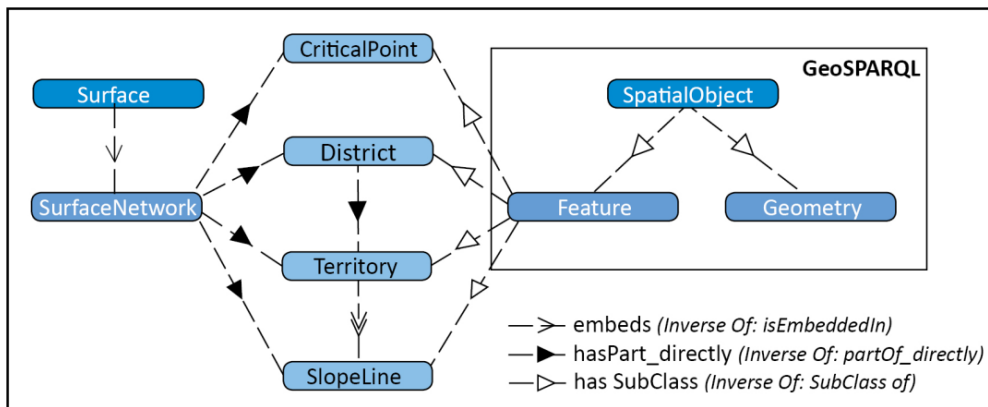 CriticalPoint
GeoSPARQL
Surface
SpatialObject
District
SurfaceNetwork
Feature
Geometry
Territory
embeds (Inverse Of: isEmbeddedIn)
hasPart_directly (Inverse Of: partOf_directly)
SlopeLine
has SubClass (Inverse Of: SubClass of)